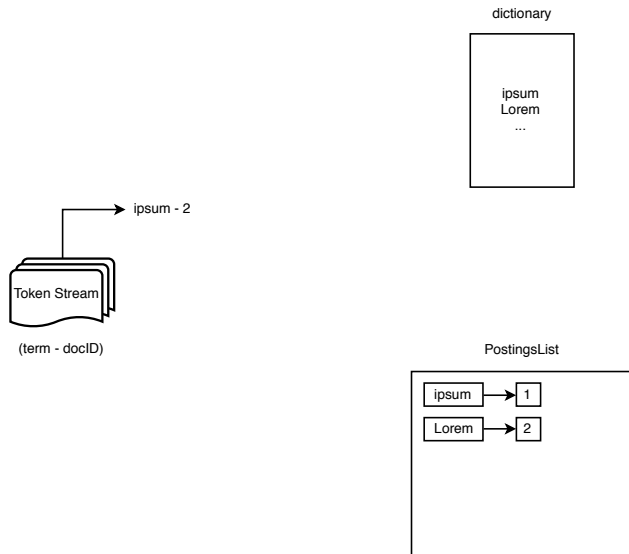 dictionary
ipsum
Lorem
...
ipsum - 2
Token Stream
(term - docID)
PostingsList
ipsum 1
Lorem 2